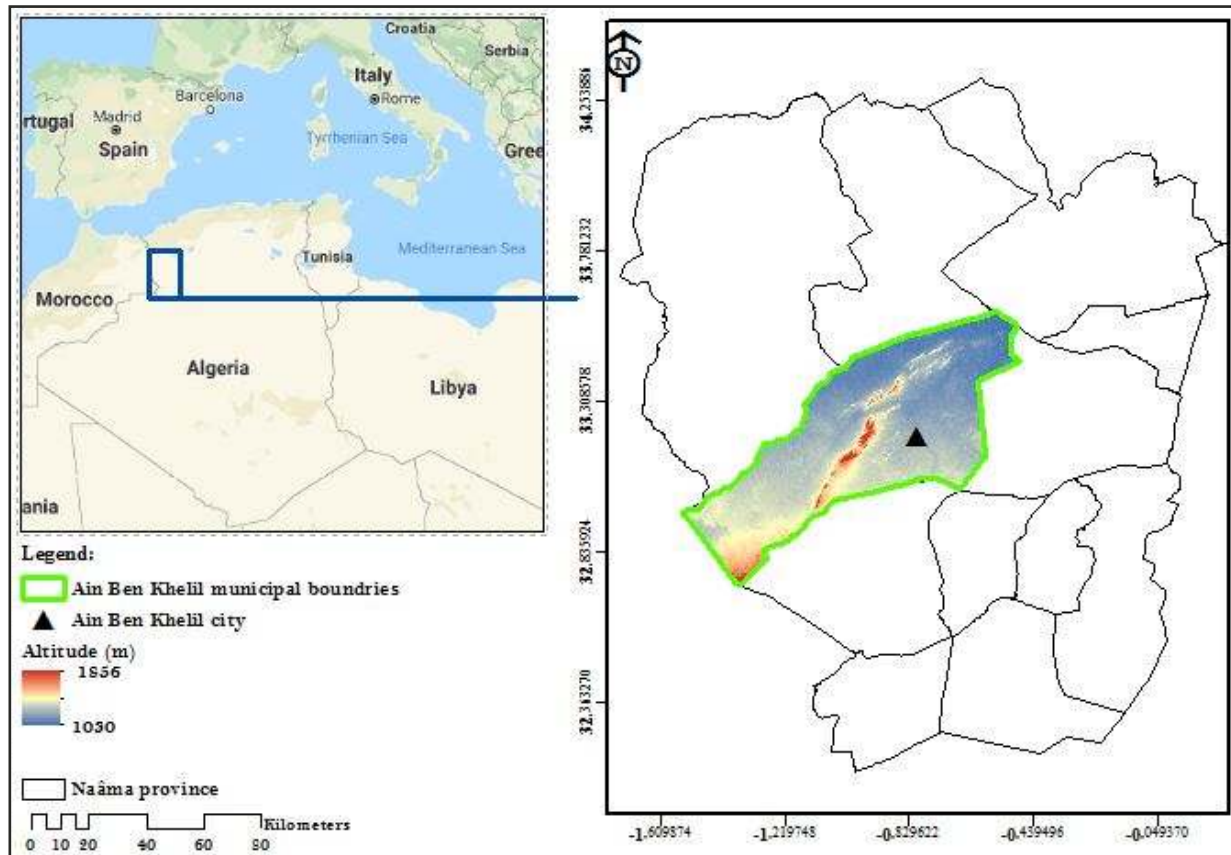 Croatia
Serbia
Italy
Rome
Barcelona
Madrid
rtugal
Spain
Tyrrhenian Sea
Gree
Tunisia
Mediterranean Sea
Morocco
Algeria
Libya
ania
Legend:
Ain Ben Khelil municipal boundries
Ain Ben Khelil city
Altitude (m)
1856
1030
Naâma province
Kilometers
0 10 20 40 60 80
N
34,253886
33,781232
33,308578
32,835924
32,363270
-1,609874 -1,219748 -0,829622 -0,439496 -0,049370